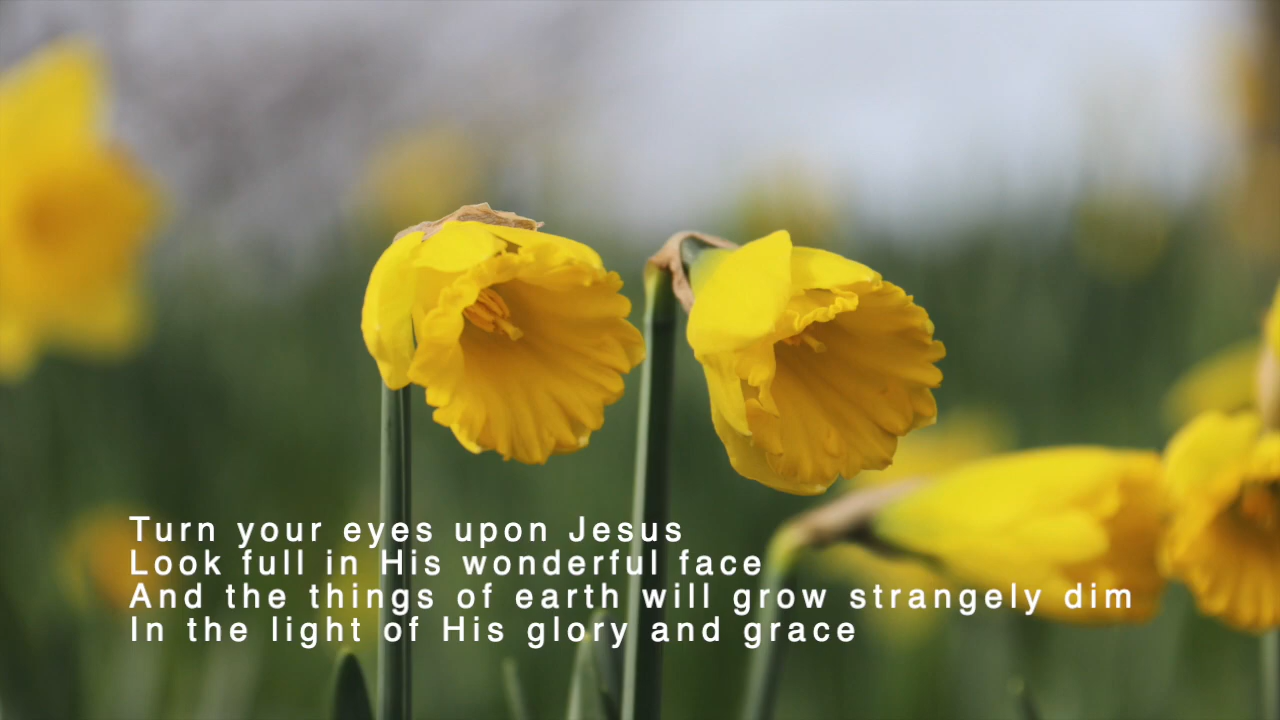 Turn your eyes upon Jesus
Look full in His wonderful face
And the things of earth will grow strangely dim
In the light of His glory and grace